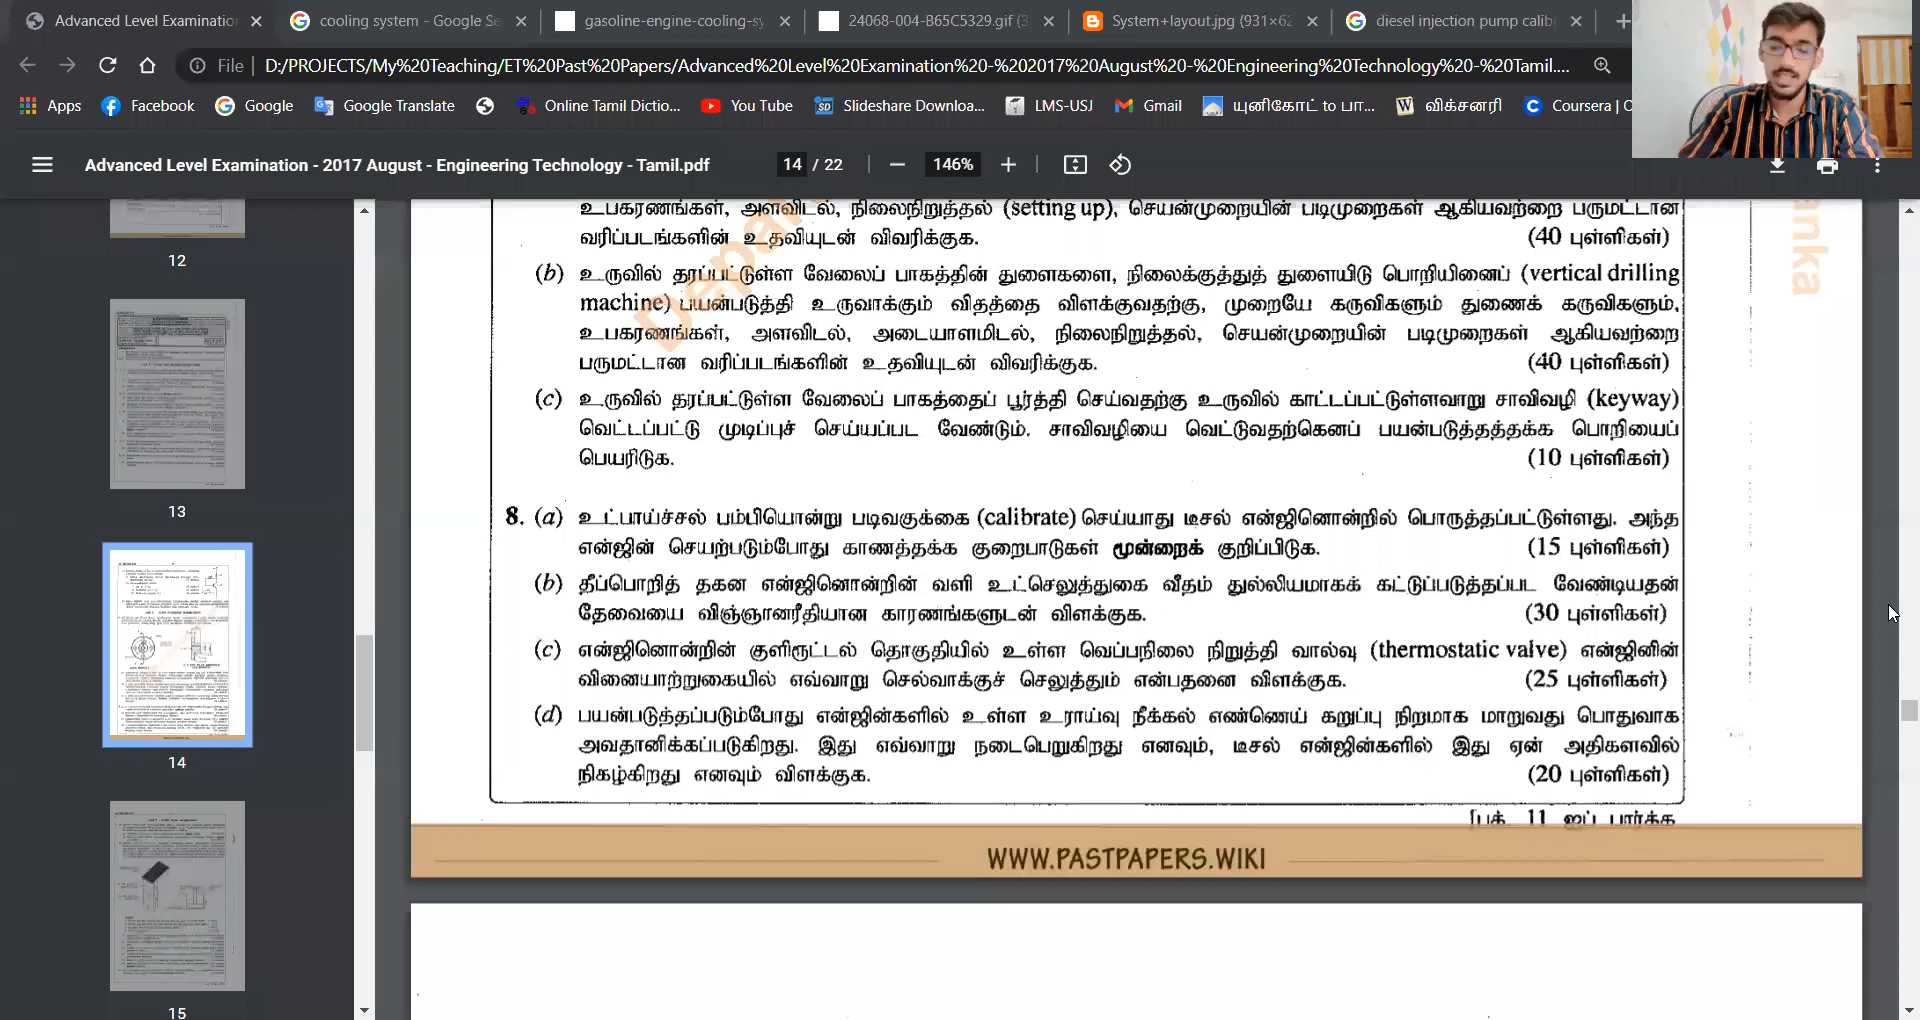 Advanced Level Examinatio
cooling system - Google Se
gasoline-engine-cooling-sy
24068-004-B65C5329.gif (3
System+layout.jpg (931×62
diesel injection pump calib
File
D:/PROJECTS/My%20Teaching/ET%20Past%20Papers/Advanced%20Level%20Examination%20-%202017%20August%20-%20Engineering%20Technology%20-%20Tamil....
Apps
Facebook
Google
Google Translate
Online Tamil Dictio...
You Tube
Slideshare Downloa...
LMS-USJ
Gmail
யுனிகோட் to பா...
விக்சனரி
Coursera | O
Advanced Level Examination - 2017 August - Engineering Technology - Tamil.pdf
14 / 22
146%
12
13
14
15
உபகரணங்கள், அளவிடல், நிலைநிறுத்தல் (setting up), செயன்முறையின் படிமுறைகள் ஆகியவற்றை பருமட்டான
வரிப்படங்களின் உதவியுடன் விவரிக்குக. (40 புள்ளிகள்)
(b) உருவில் தரப்பட்டுள்ள வேலைப் பாகத்தின் துளைகளை, நிலைக்குத்துத் துளையிடு பொறியினைப் (vertical drilling
machine) பயன்படுத்தி உருவாக்கும் விதத்தை விளக்குவதற்கு, முறையே கருவிகளும் துணைக் கருவிகளும்,
உபகரணங்கள், அளவிடல், அடையாளமிடல், நிலைநிறுத்தல், செயன்முறையின் படிமுறைகள் ஆகியவற்றை
பருமட்டான வரிப்படங்களின் உதவியுடன் விவரிக்குக. (40 புள்ளிகள்)
(c) உருவில் தரப்பட்டுள்ள வேலைப் பாகத்தைப் பூர்த்தி செய்வதற்கு உருவில் காட்டப்பட்டுள்ளவாறு சாவிவழி (keyway)
வெட்டப்பட்டு முடிப்புச் செய்யப்பட வேண்டும். சாவிவழியை வெட்டுவதற்கெனப் பயன்படுத்தத்தக்க பொறியைப்
பெயரிடுக. (10 புள்ளிகள்)
8. (a) உட்பாய்ச்சல் பம்பியொன்று படிவகுக்கை (calibrate) செய்யாது டீசல் என்ஜினொன்றில் பொருத்தப்பட்டுள்ளது. அந்த
என்ஜின் செயற்படும்போது காணத்தக்க குறைபாடுகள் மூன்றைக் குறிப்பிடுக. (15 புள்ளிகள்)
(b) தீப்பொறித் தகன என்ஜினொன்றின் வளி உட்செலுத்துகை வீதம் துல்லியமாகக் கட்டுப்படுத்தப்பட வேண்டியதன்
தேவையை விஞ்ஞானரீதியான காரணங்களுடன் விளக்குக. (30 புள்ளிகள்)
(c) என்ஜினொன்றின் குளிரூட்டல் தொகுதியில் உள்ள வெப்பநிலை நிறுத்தி வால்வு (thermostatic valve) என்ஜினின்
வினையாற்றுகையில் எவ்வாறு செல்வாக்குச் செலுத்தும் என்பதனை விளக்குக. (25 புள்ளிகள்)
(d) பயன்படுத்தப்படும்போது என்ஜின்களில் உள்ள உராய்வு நீக்கல் எண்ணெய் கறுப்பு நிறமாக மாறுவது பொதுவாக
அவதானிக்கப்படுகிறது. இது எவ்வாறு நடைபெறுகிறது எனவும், டீசல் என்ஜின்களில் இது ஏன் அதிகளவில்
நிகழ்கிறது எனவும் விளக்குக. (20 புள்ளிகள்)
[பக். 11 ஐப் பார்க்க
WWW.PASTPAPERS.WIKI